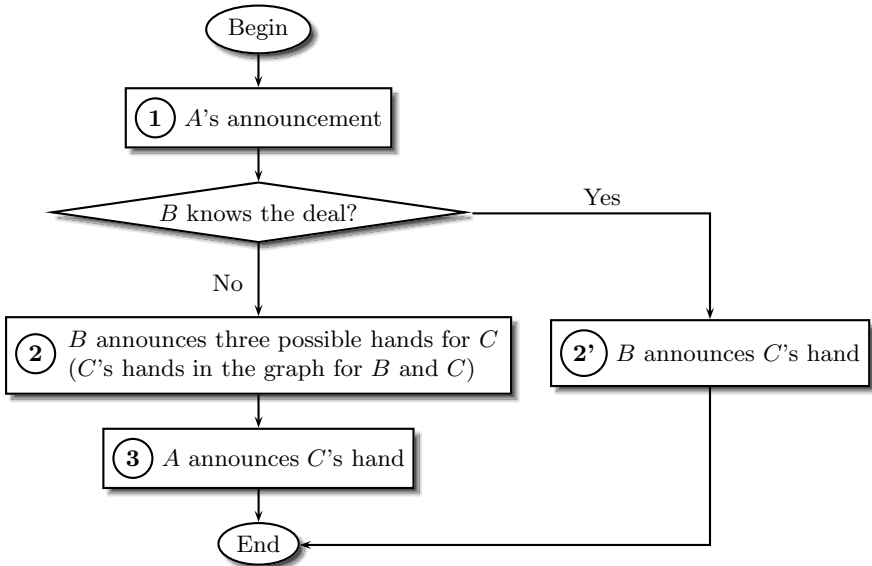 Begin
1 A's announcement
B knows the deal?
Yes
No
2 B announces three possible hands for C
(C's hands in the graph for B and C)
2' B announces C's hand
3 A announces C's hand
End